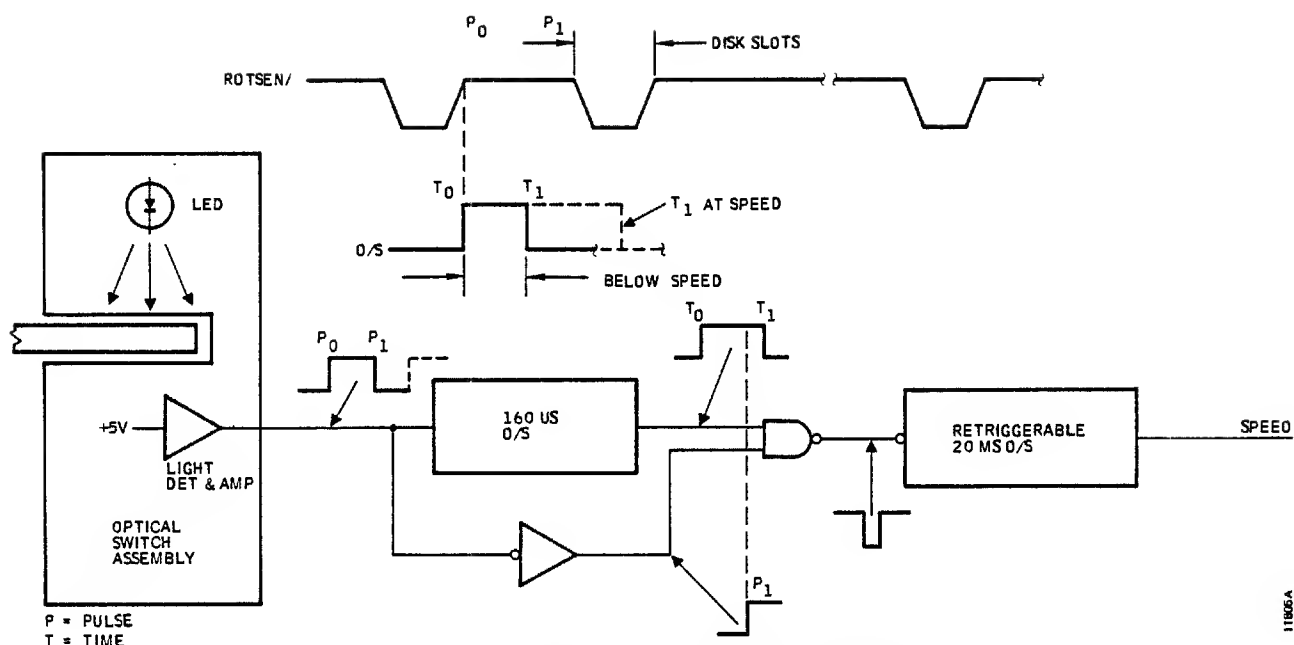 P0 P1
DISK SLOTS
ROTSEN/
T0 T1
T1 AT SPEED
O/S
BELOW SPEED
LED
P0 P1
T0 T1
+5V
LIGHT
DET & AMP
160 US
O/S
RETRIGGERABLE
20 MS O/S
SPEED
OPTICAL
SWITCH
ASSEMBLY
P1
P = PULSE
T = TIME
11806A